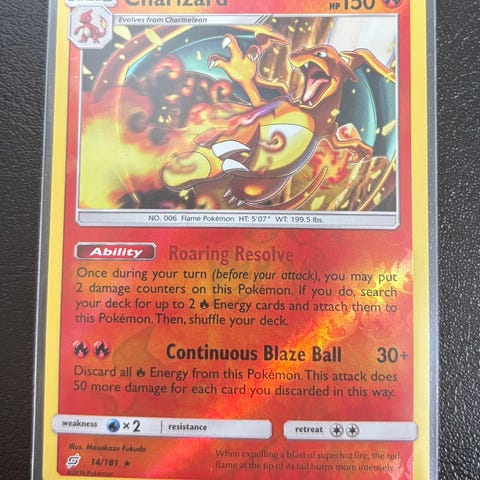 Charizard HP 150
Evolves from Charmeleon
NO. 006 Flame Pokémon HT: 5'07" WT: 199.5 lbs.
Ability Roaring Resolve
Once during your turn (before your attack), you may put
2 damage counters on this Pokémon. If you do, search
your deck for up to 2 Energy cards and attach them to
this Pokémon. Then, shuffle your deck.
Continuous Blaze Ball 30+
Discard all Energy from this Pokémon. This attack does
50 more damage for each card you discarded in this way.
weakness ×2 resistance retreat
Illus. Masakazu Fukuda
14/181 ★
©2019 Pokémon
When expelling a blast of superhot fire, the red
flame at the tip of its tail burns more intensely.